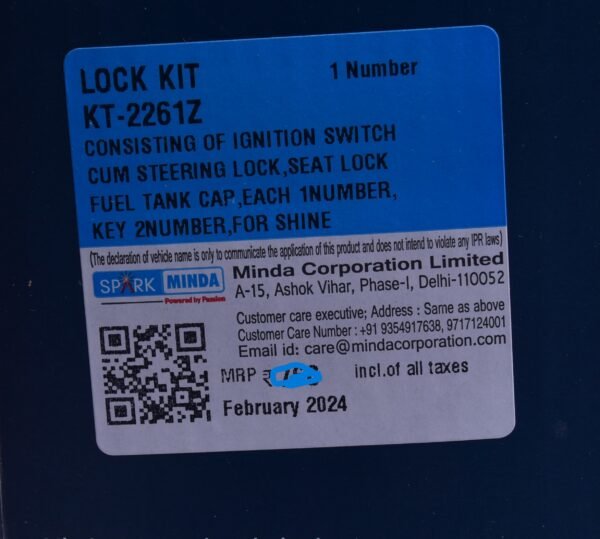 LOCK KIT 1 Number
KT-2261Z
CONSISTING OF IGNITION SWITCH
CUM STEERING LOCK,SEAT LOCK
FUEL TANK CAP,EACH 1NUMBER,
KEY 2NUMBER,FOR SHINE
(The declaration of vehicle name is only to communicate the application of this product and does not intend to violate any IPR laws)
SPARK MINDA
Powered by Passion
Minda Corporation Limited
A-15, Ashok Vihar, Phase-I, Delhi-110052
Customer care executive; Address : Same as above
Customer Care Number : +91 9354917638, 9717124001
Email id: care@mindacorporation.com
MRP ₹ incl.of all taxes
February 2024